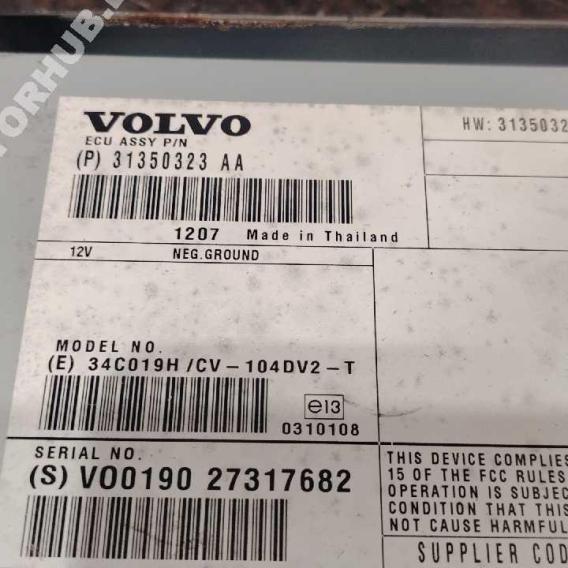 TORHUB.
VOLVO
ECU ASSY P/N
(P) 31350323 AA
HW: 3135032
1207 Made in Thailand
12V NEG.GROUND
MODEL NO.
(E) 34C019H/CV-104DV2-T
e13
0310108
SERIAL NO.
(S) VO0190 27317682
THIS DEVICE COMPLIES
15 OF THE FCC RULES
OPERATION IS SUBJEC
CONDITION THAT THIS
NOT CAUSE HARMFUL
SUPPLIER COD